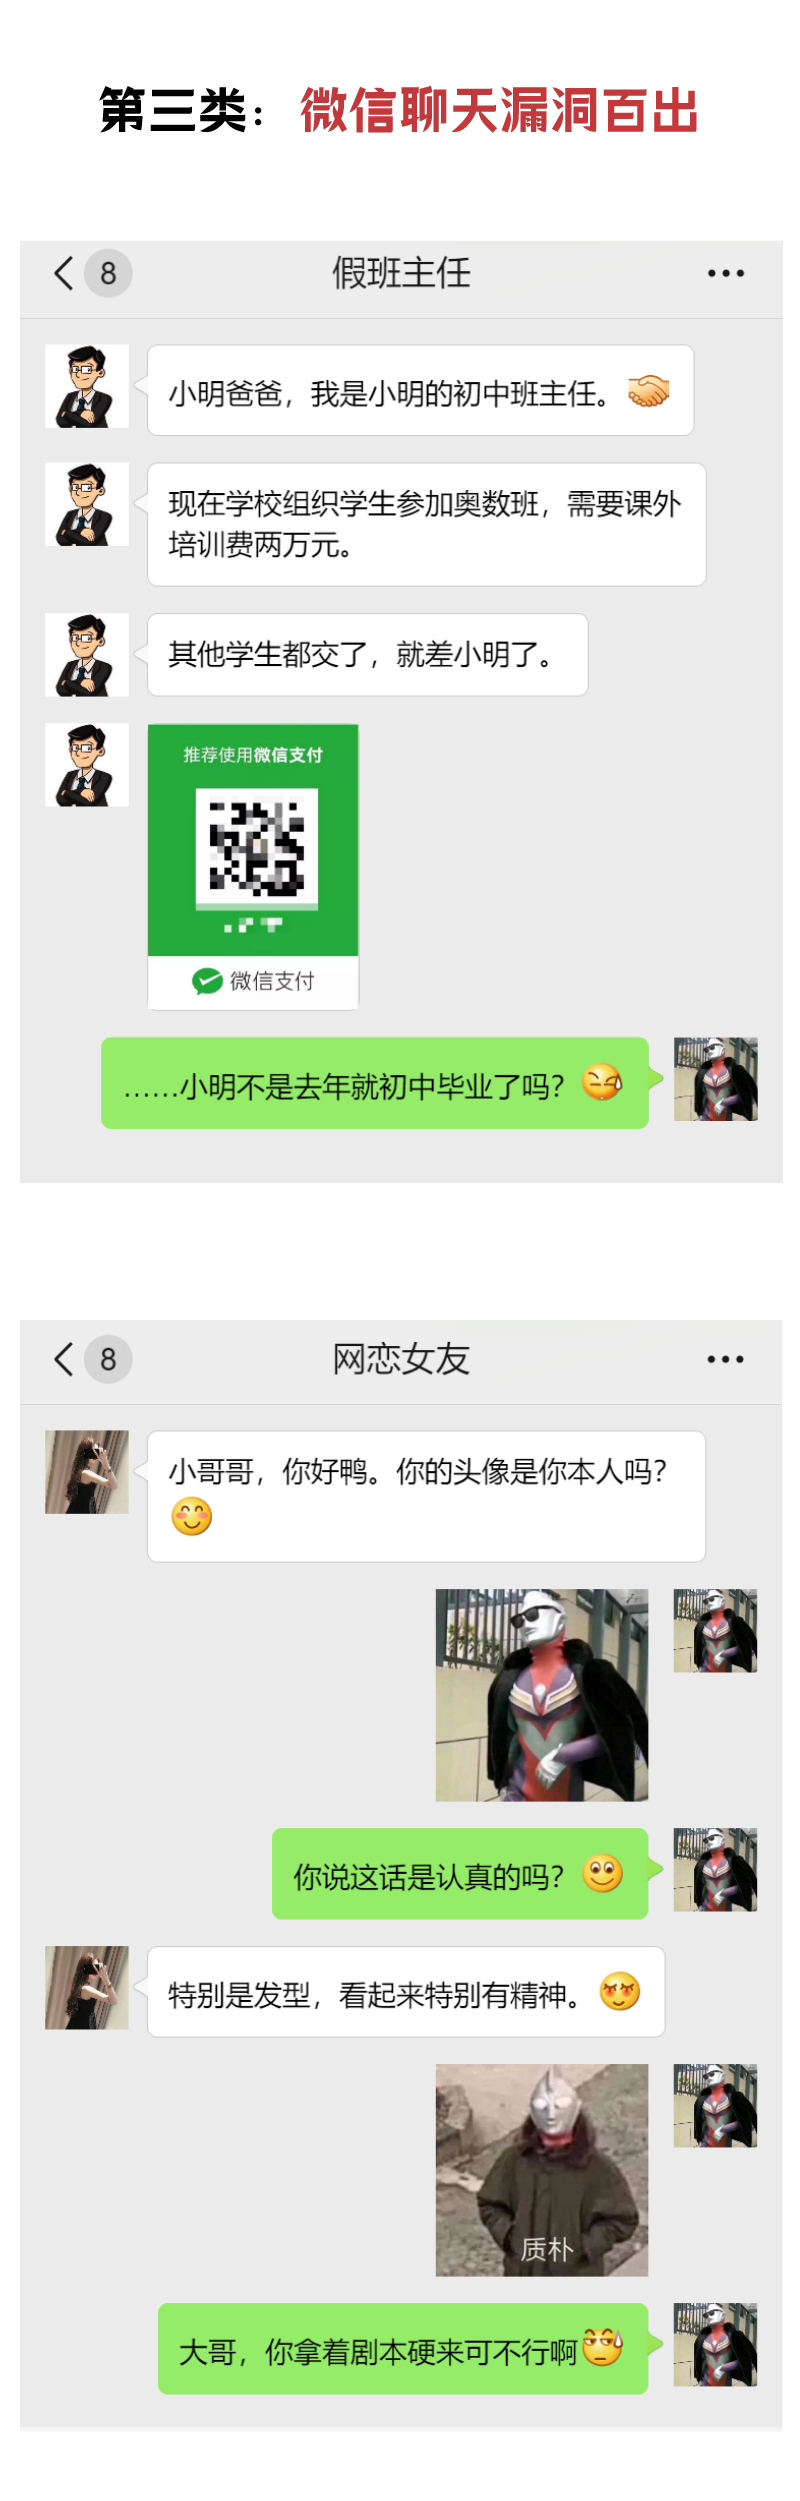 第三类：微信聊天漏洞百出
8
假班主任
小明爸爸，我是小明的初中班主任。
现在学校组织学生参加奥数班，需要课外
培训费两万元。
其他学生都交了，就差小明了。
推荐使用微信支付
微信支付
……小明不是去年就初中毕业了吗？
8
网恋女友
小哥哥，你好鸭。你的头像是你本人吗？
你说这话是认真的吗？
特别是发型，看起来特别有精神。
质朴
大哥，你拿着剧本硬来可不行啊